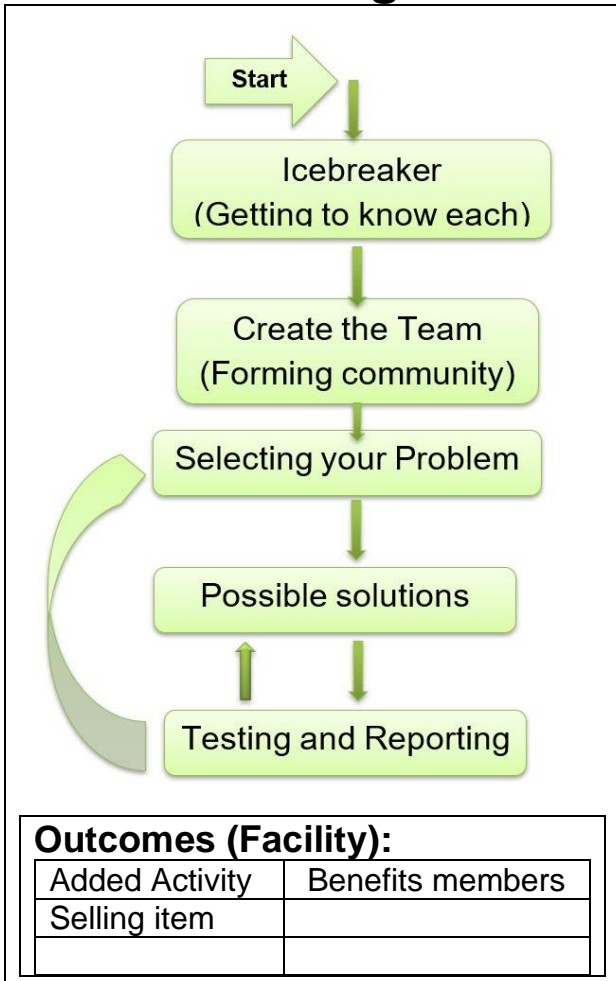 Start
Icebreaker
(Getting to know each)
Create the Team
(Forming community)
Selecting your Problem
Possible solutions
Testing and Reporting
Outcomes (Facility):
Added Activity Benefits members
Selling item